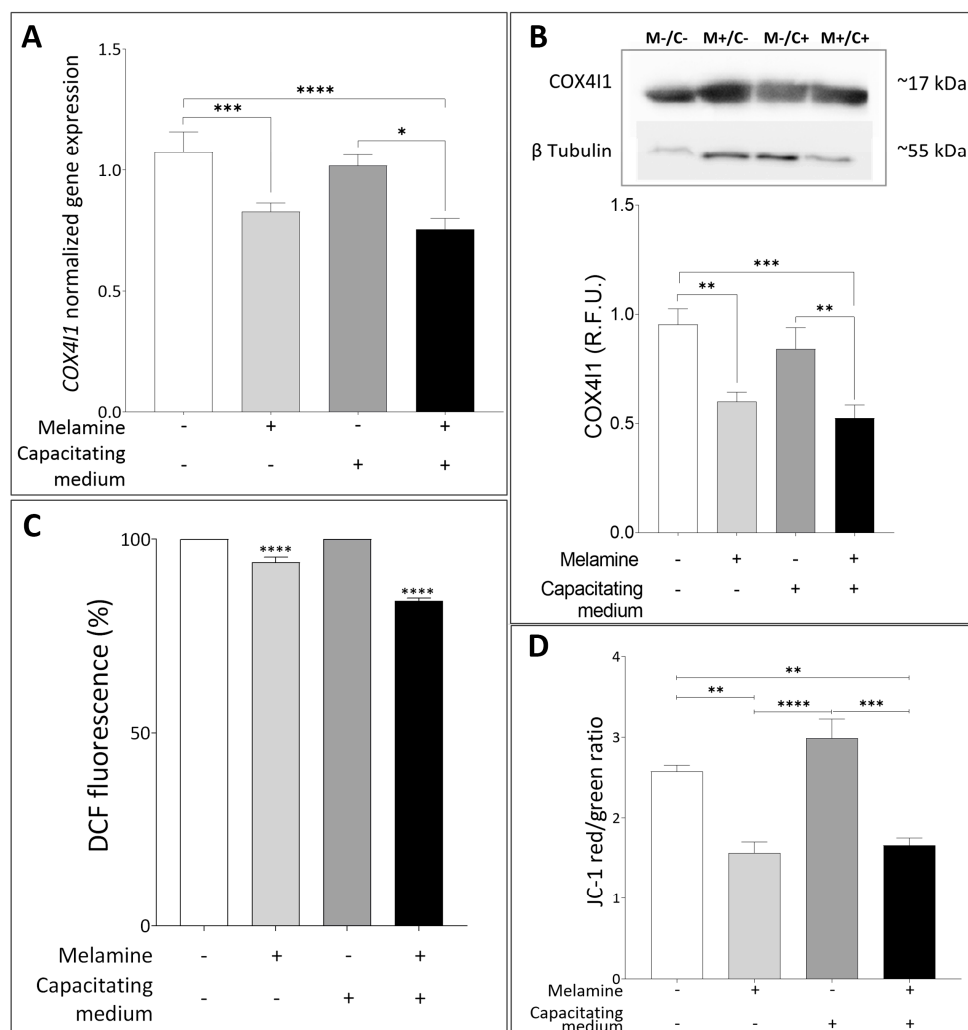 A
COX4I1 normalized gene expression
1.5
1.0
0.5
0.0
****
***
*
Melamine - + - +
Capacitating
medium - - + +
B
M-/C- M+/C- M-/C+ M+/C+
COX4I1 ~17 kDa
β Tubulin ~55 kDa
COX4I1 (R.F.U.)
1.5
1.0
0.5
0.0
***
**
**
Melamine - + - +
Capacitating
medium - - + +
C
DCF fluorescence (%)
100
50
0
****
****
Melamine - + - +
Capacitating
medium - - + +
D
JC-1 red/green ratio
4
3
2
1
0
**
**
****
***
Melamine - + - +
Capacitating
medium - - + +